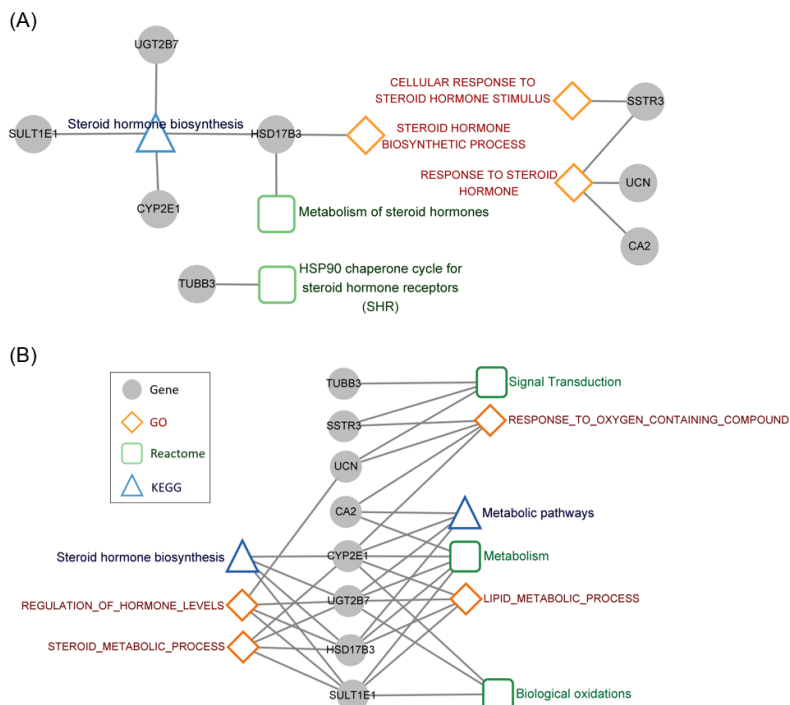 (A)
UGT2B7
CELLULAR RESPONSE TO
STEROID HORMONE STIMULUS
SSTR3
Steroid hormone biosynthesis
SULT1E1
HSD17B3
STEROID HORMONE
BIOSYNTHETIC PROCESS
RESPONSE TO STEROID
HORMONE
UCN
CYP2E1
Metabolism of steroid hormones
CA2
TUBB3
HSP90 chaperone cycle for
steroid hormone receptors
(SHR)
(B)
Gene
GO
Reactome
KEGG
TUBB3
Signal Transduction
SSTR3
RESPONSE_TO_OXYGEN_CONTAINING_COMPOUND
UCN
CA2
Metabolic pathways
Steroid hormone biosynthesis
CYP2E1
Metabolism
REGULATION_OF_HORMONE_LEVELS
UGT2B7
LIPID_METABOLIC_PROCESS
STEROID_METABOLIC_PROCESS
HSD17B3
SULT1E1
Biological oxidations